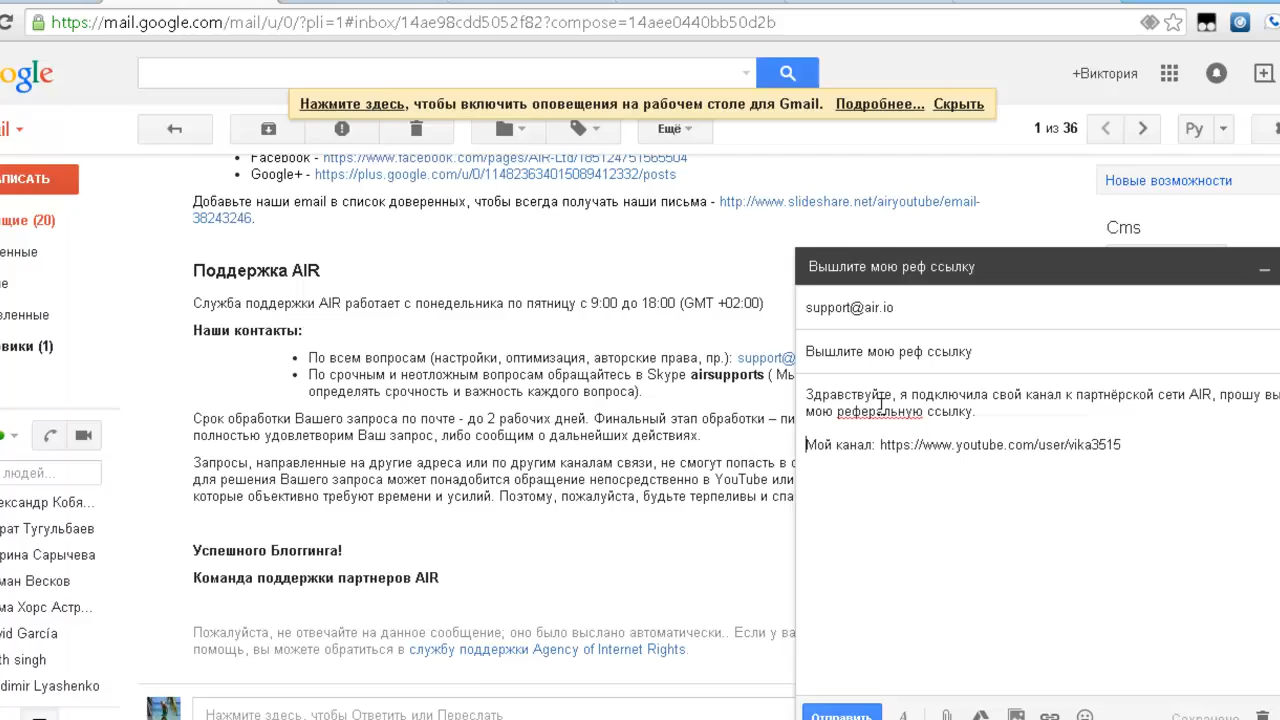 https://mail.google.com/mail/u/0/?pli=1#inbox/14ae98cdd5052f82?compose=14aee0440bb50d2b
ogle
+Виктория
Нажмите здесь, чтобы включить оповещения на рабочем столе для Gmail. Подробнее... Скрыть
Ещё
1 из 36
Ру
АПИСАТЬ
щие (20)
енные
е
вленные
овики (1)
людей...
ександр Кобя...
рат Тугульбаев
рина Сарычева
ман Весков
ма Хорс Астр...
vid García
th singh
dimir Lyashenko
Facebook - https://www.facebook.com/pages/AIR-Ltd/185124751565504
Google+ - https://plus.google.com/u/0/114823634015089412332/posts
Добавьте наши email в список доверенных, чтобы всегда получать наши письма - http://www.slideshare.net/airyoutube/email-
38243246.
Поддержка AIR
Служба поддержки AIR работает с понедельника по пятницу с 9:00 до 18:00 (GMT +02:00)
Наши контакты:
По всем вопросам (настройки, оптимизация, авторские права, пр.): support@
По срочным и неотложным вопросам обращайтесь в Skype airsupports ( Мы
определять срочность и важность каждого вопроса).
Срок обработки Вашего запроса по почте - до 2 рабочих дней. Финальный этап обработки – пи
полностью удовлетворим Ваш запрос, либо сообщим о дальнейших действиях.
Запросы, направленные на другие адреса или по другим каналам связи, не смогут попасть в о
для решения Вашего запроса может понадобится обращение непосредственно в YouTube или
которые объективно требуют времени и усилий. Поэтому, пожалуйста, будьте терпеливы и спа
Успешного Блоггинга!
Команда поддержки партнеров AIR
Пожалуйста, не отвечайте на данное сообщение; оно было выслано автоматически.. Если у ва
помощь, вы можете обратиться в службу поддержки Agency of Internet Rights.
Нажмите здесь, чтобы Ответить или Переслать
Новые возможности
Cms
Вышлите мою реф ссылку
support@air.io
Вышлите мою реф ссылку
Здравствуйте, я подключила свой канал к партнёрской сети AIR, прошу вы
мою реферальную ссылку.
Мой канал: https://www.youtube.com/user/vika3515
Отправить
Сохранено